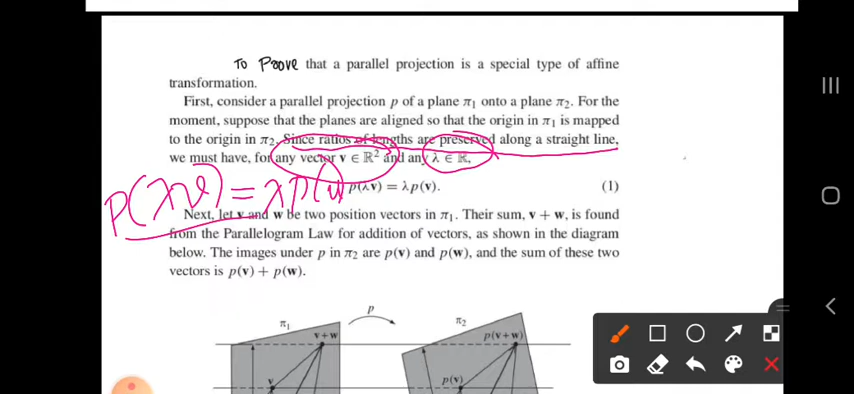 To Prove that a parallel projection is a special type of affine
transformation.
First, consider a parallel projection p of a plane π₁ onto a plane π₂. For the
moment, suppose that the planes are aligned so that the origin in π₁ is mapped
to the origin in π₂. Since ratios of lengths are preserved along a straight line,
we must have, for any vector v ∈ ℝ² and any λ ∈ ℝ,
P(λv) = λP(v)
p(λv) = λp(v). (1)
Next, let v and w be two position vectors in π₁. Their sum, v + w, is found
from the Parallelogram Law for addition of vectors, as shown in the diagram
below. The images under p in π₂ are p(v) and p(w), and the sum of these two
vectors is p(v) + p(w).
p
π₁ π₂
v+w p(v+w)
v p(v)